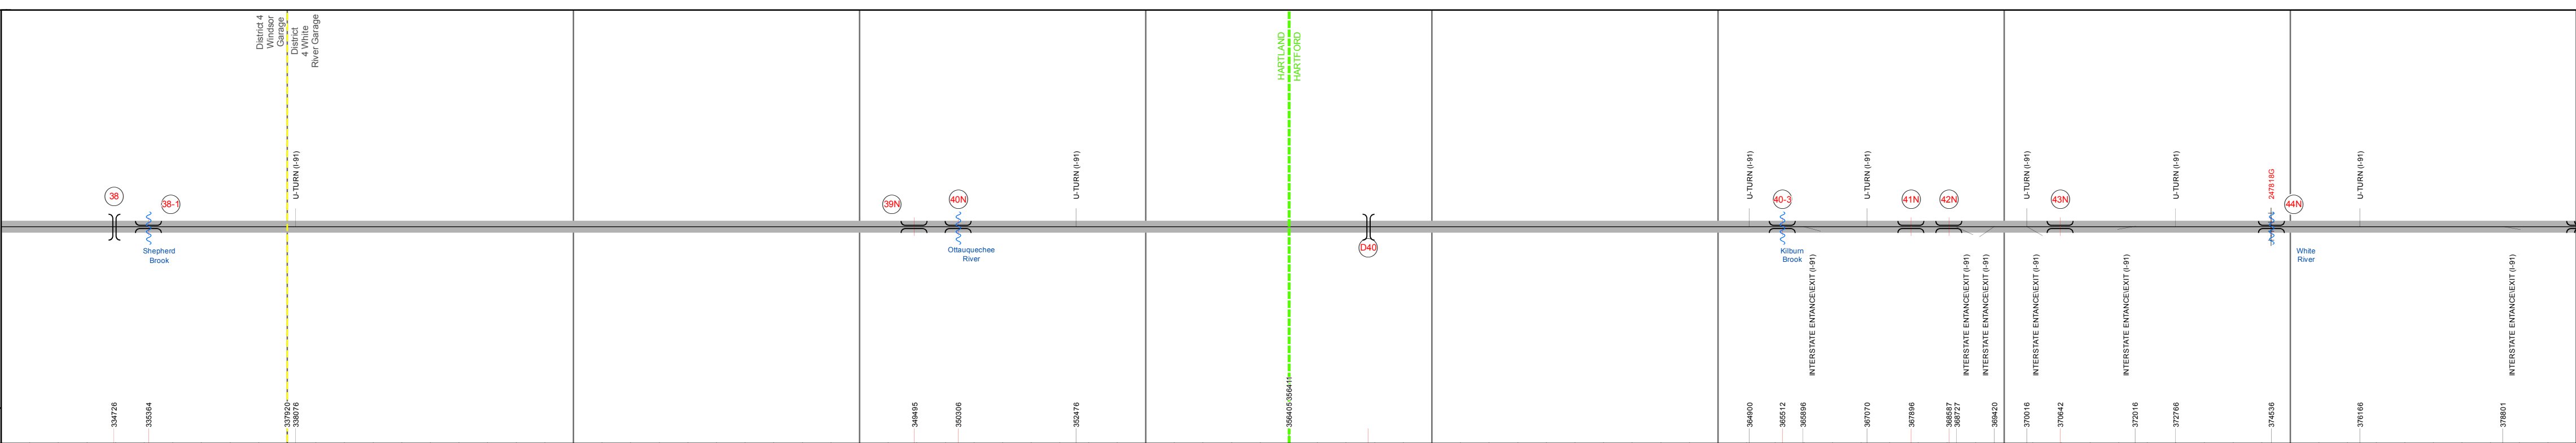 District 4
Windsor
Garage
District
4 White
River Garage
HARTLAND
HARTFORD
U-TURN (I-91)
U-TURN (I-91)
U-TURN (I-91)
U-TURN (I-91)
U-TURN (I-91)
U-TURN (I-91)
247818G
U-TURN (I-91)
38
38-1
39N
40N
D40
40-3
41N
42N
43N
44N
Shepherd
Brook
Ottauquechee
River
Kilburn
Brook
White
River
INTERSTATE ENTANCE\EXIT (I-91)
INTERSTATE ENTANCE\EXIT (I-91)
INTERSTATE ENTANCE\EXIT (I-91)
INTERSTATE ENTANCE\EXIT (I-91)
INTERSTATE ENTANCE\EXIT (I-91)
INTERSTATE ENTANCE\EXIT (I-91)
334726
335364
337920
338076
349495
350306
352476
356405
356411
364900
365512
365896
367070
367896
368587
368727
369420
370016
370642
372016
372766
374536
376166
378801